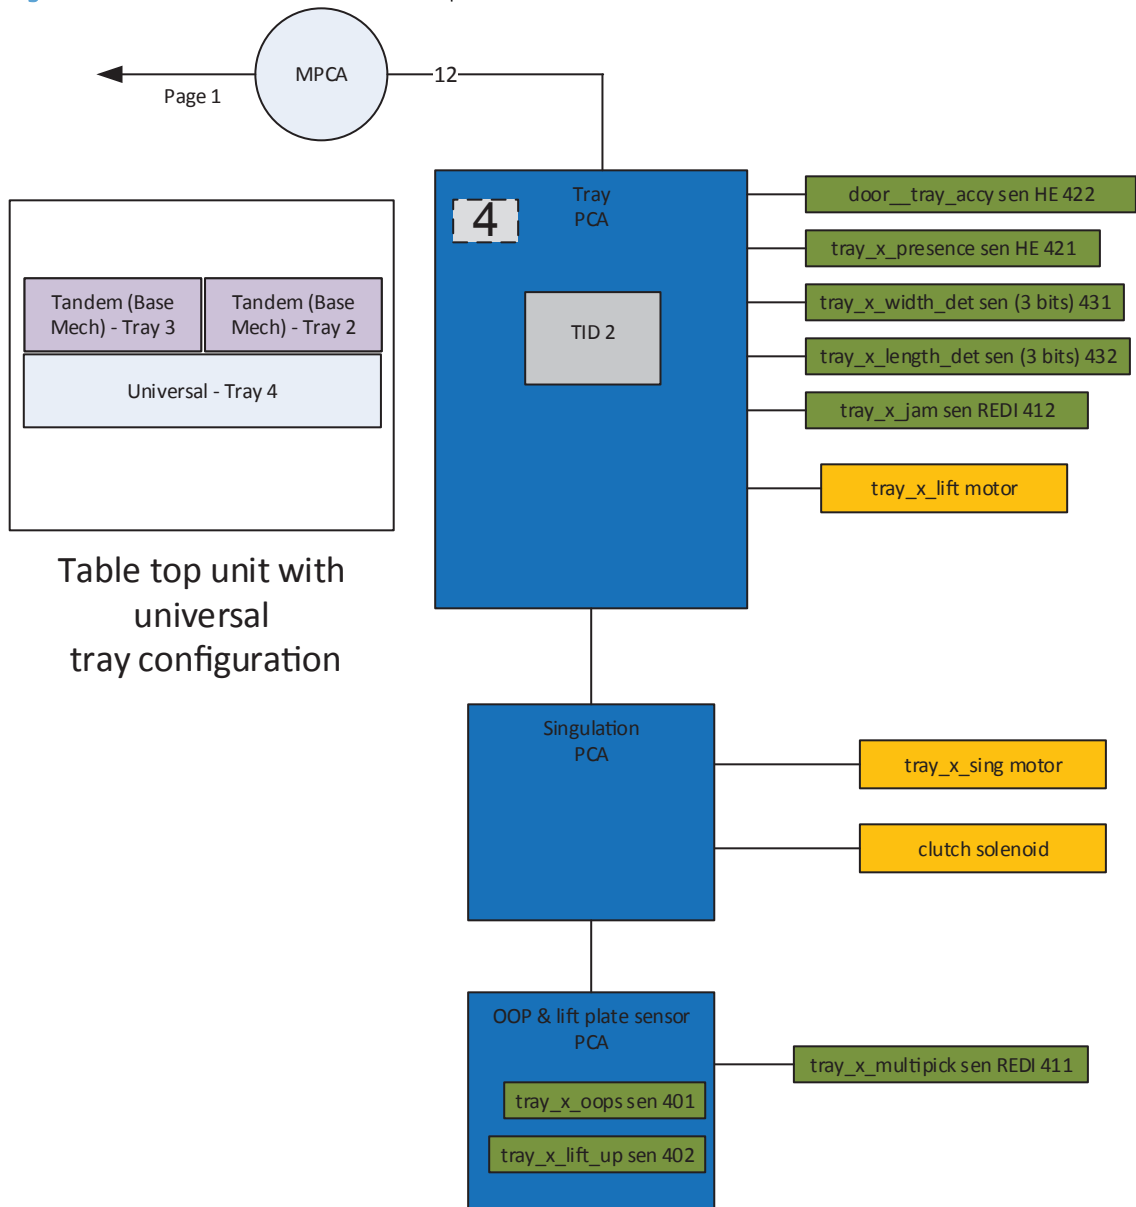 MPCA
12
Page 1
Tray
PCA
4
TID 2
door__tray_accy sen HE 422
tray_x_presence sen HE 421
tray_x_width_det sen (3 bits) 431
tray_x_length_det sen (3 bits) 432
tray_x_jam sen REDI 412
tray_x_lift motor
Tandem (Base
Mech) - Tray 3
Tandem (Base
Mech) - Tray 2
Universal - Tray 4
Table top unit with
universal
tray configuration
Singulation
PCA
tray_x_sing motor
clutch solenoid
OOP & lift plate sensor
PCA
tray_x_multipick sen REDI 411
tray_x_oops sen 401
tray_x_lift_up sen 402